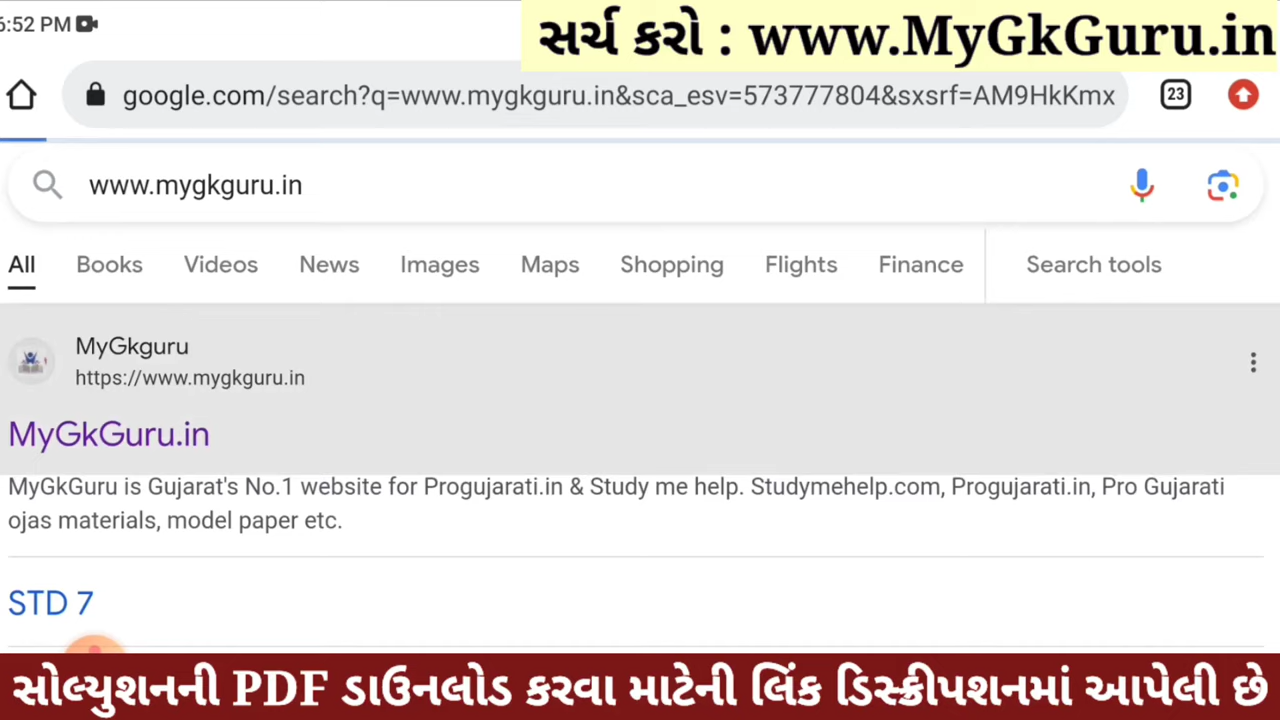 6:52 PM
સર્ચ કરો : www.MyGkGuru.in
google.com/search?q=www.mygkguru.in&sca_esv=573777804&sxsrf=AM9HkKmx
23
www.mygkguru.in
All Books Videos News Images Maps Shopping Flights Finance Search tools
MyGkguru
https://www.mygkguru.in
MyGkGuru.in
MyGkGuru is Gujarat's No.1 website for Progujarati.in & Study me help. Studymehelp.com, Progujarati.in, Pro Gujarati
ojas materials, model paper etc.
STD 7
સોલ્યુશનની PDF ડાઉનલોડ કરવા માટેની લિંક ડિસ્ક્રીપશનમાં આપેલી છે